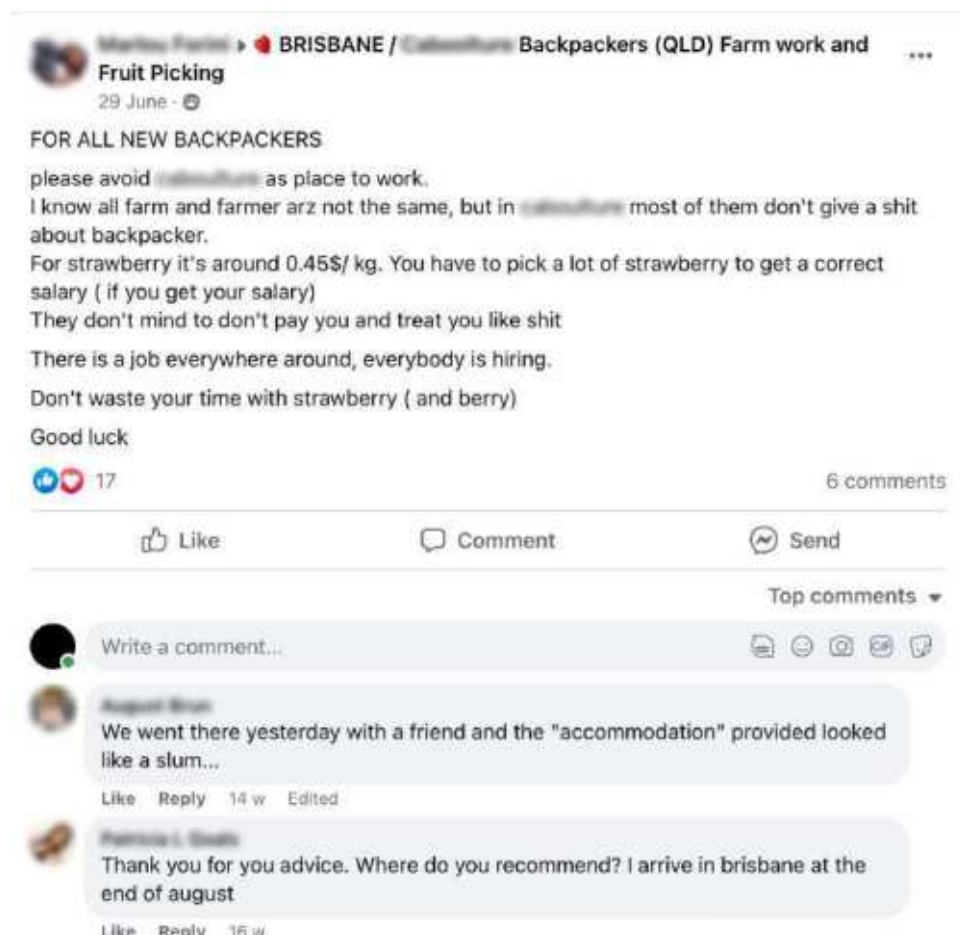 BRISBANE / Backpackers (QLD) Farm work and
Fruit Picking
29 June ·
FOR ALL NEW BACKPACKERS
please avoid as place to work.
I know all farm and farmer arz not the same, but in most of them don't give a shit
about backpacker.
For strawberry it's around 0.45$/ kg. You have to pick a lot of strawberry to get a correct
salary ( if you get your salary)
They don't mind to don't pay you and treat you like shit
There is a job everywhere around, everybody is hiring.
Don't waste your time with strawberry ( and berry)
Good luck
17 6 comments
Like Comment Send
Top comments
Write a comment...
GIF
We went there yesterday with a friend and the "accommodation" provided looked
like a slum...
Like Reply 14 w Edited
Thank you for you advice. Where do you recommend? I arrive in brisbane at the
end of august
Like Reply 16 w